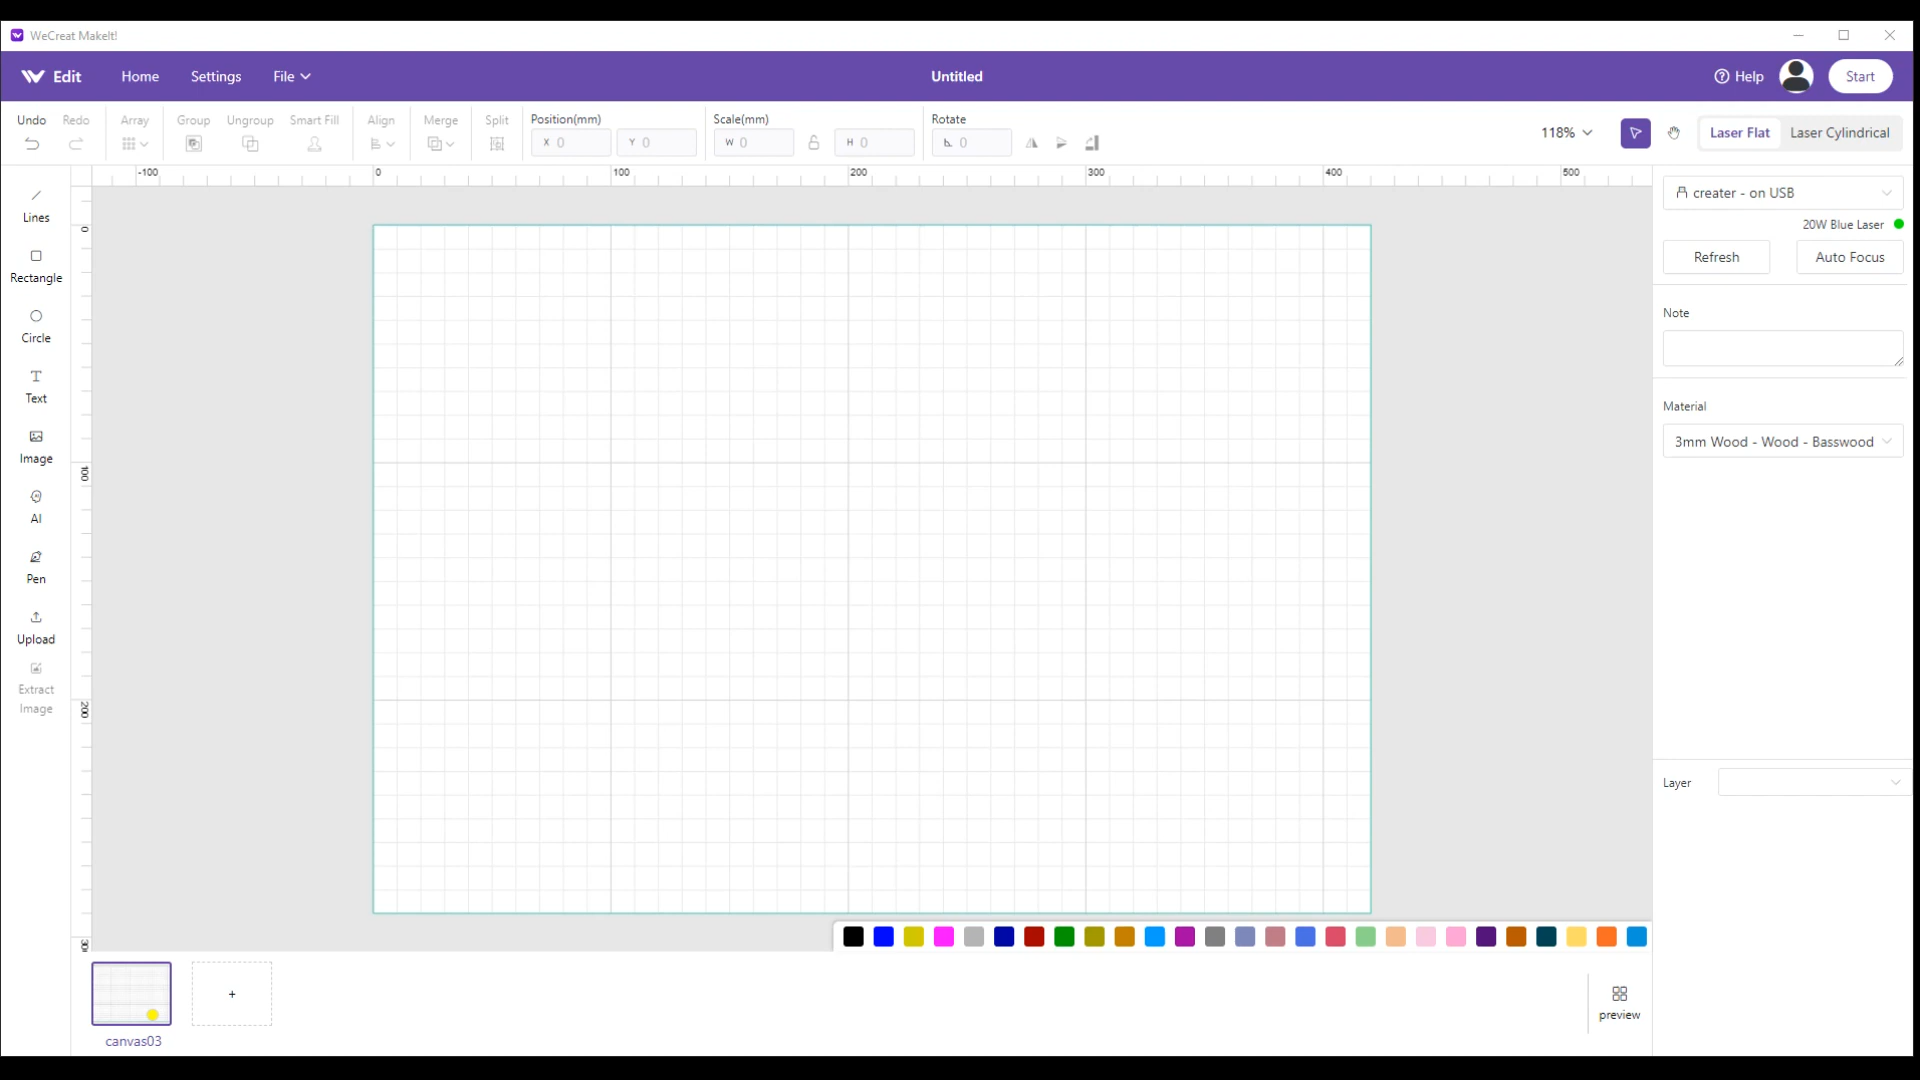 WeCreat MakeIt!
Edit Home Settings File Untitled Help Start
Undo Redo Array Group Ungroup Smart Fill Align Merge Split Position(mm) Scale(mm) Rotate
X 0 Y 0 W 0 H 0 0
118% Laser Flat Laser Cylindrical
-100 0 100 200 300 400 500
0
100
200
30
Lines
Rectangle
Circle
Text
Image
AI
Pen
Upload
Extract
Image
creater - on USB
20W Blue Laser
Refresh Auto Focus
Note
Material
3mm Wood - Wood - Basswood
Layer
+
canvas03
preview